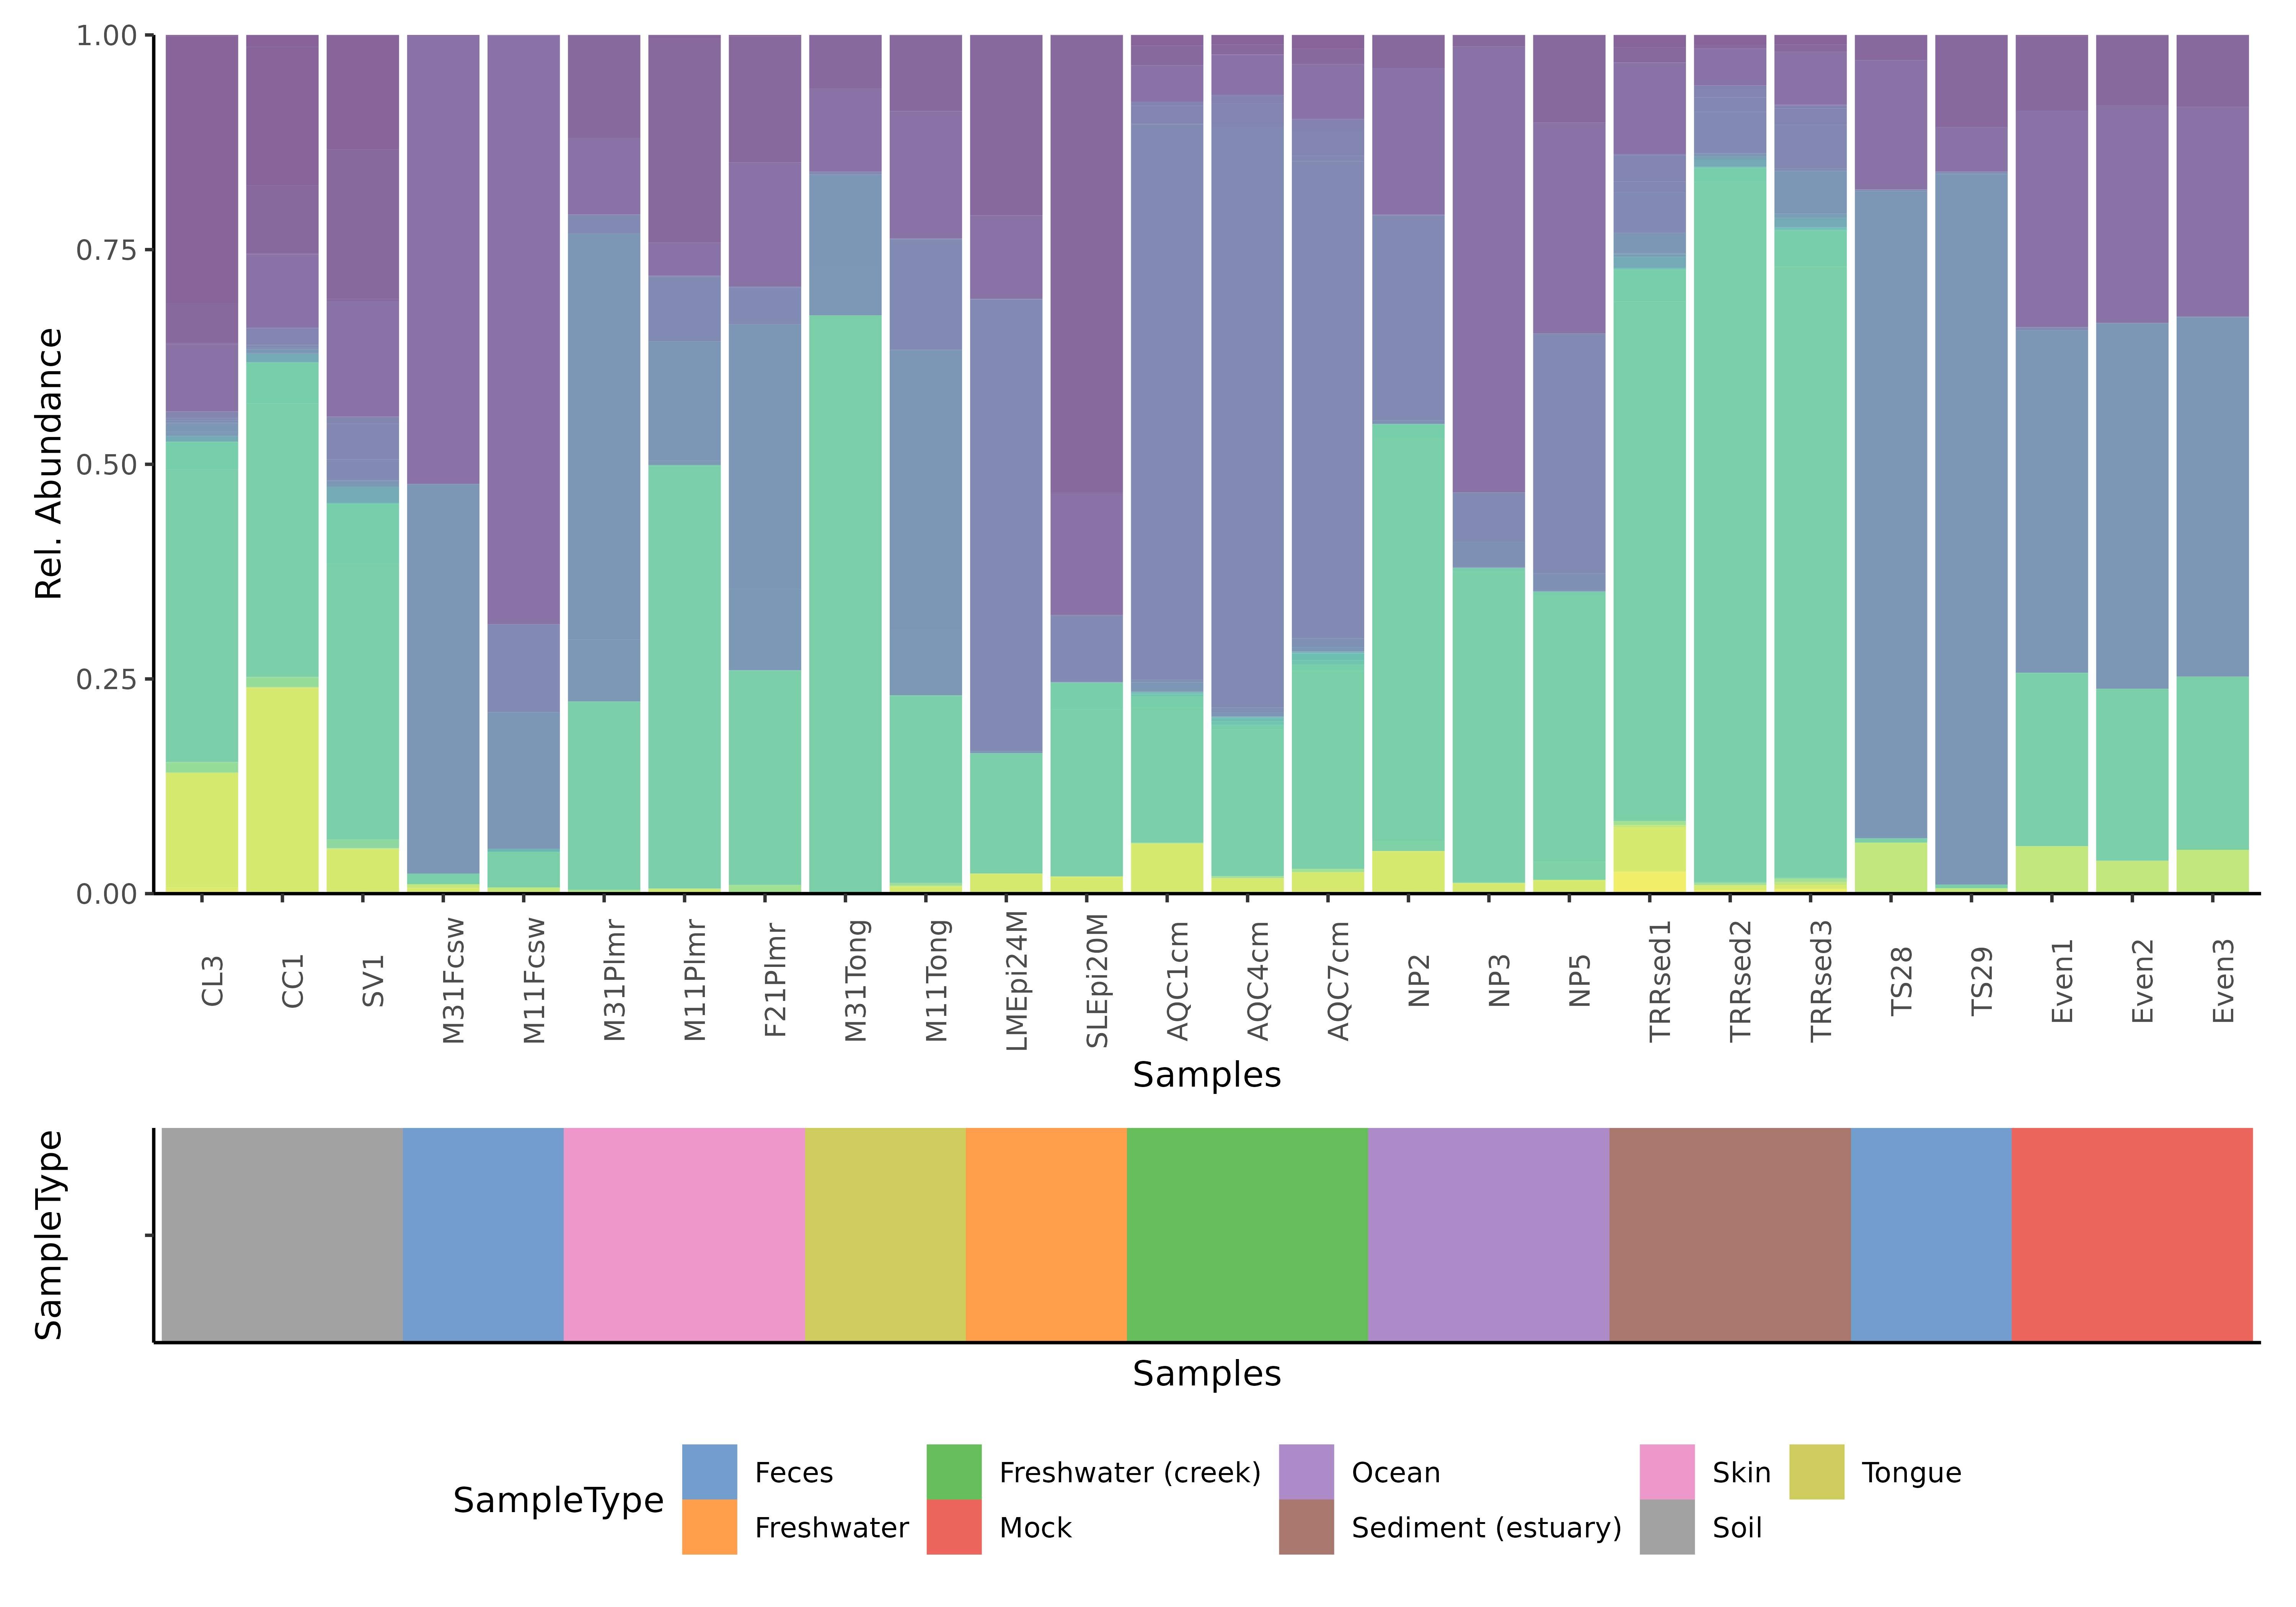 1.00
0.75
0.50
0.25
0.00
Rel. Abundance
CL3
CC1
SV1
M31Fcsw
M11Fcsw
M31Plmr
M11Plmr
F21Plmr
M31Tong
M11Tong
LMEpi24M
SLEpi20M
AQC1cm
AQC4cm
AQC7cm
NP2
NP3
NP5
TRRsed1
TRRsed2
TRRsed3
TS28
TS29
Even1
Even2
Even3
Samples
SampleType
Samples
SampleType
Feces
Freshwater (creek)
Ocean
Skin
Tongue
Freshwater
Mock
Sediment (estuary)
Soil